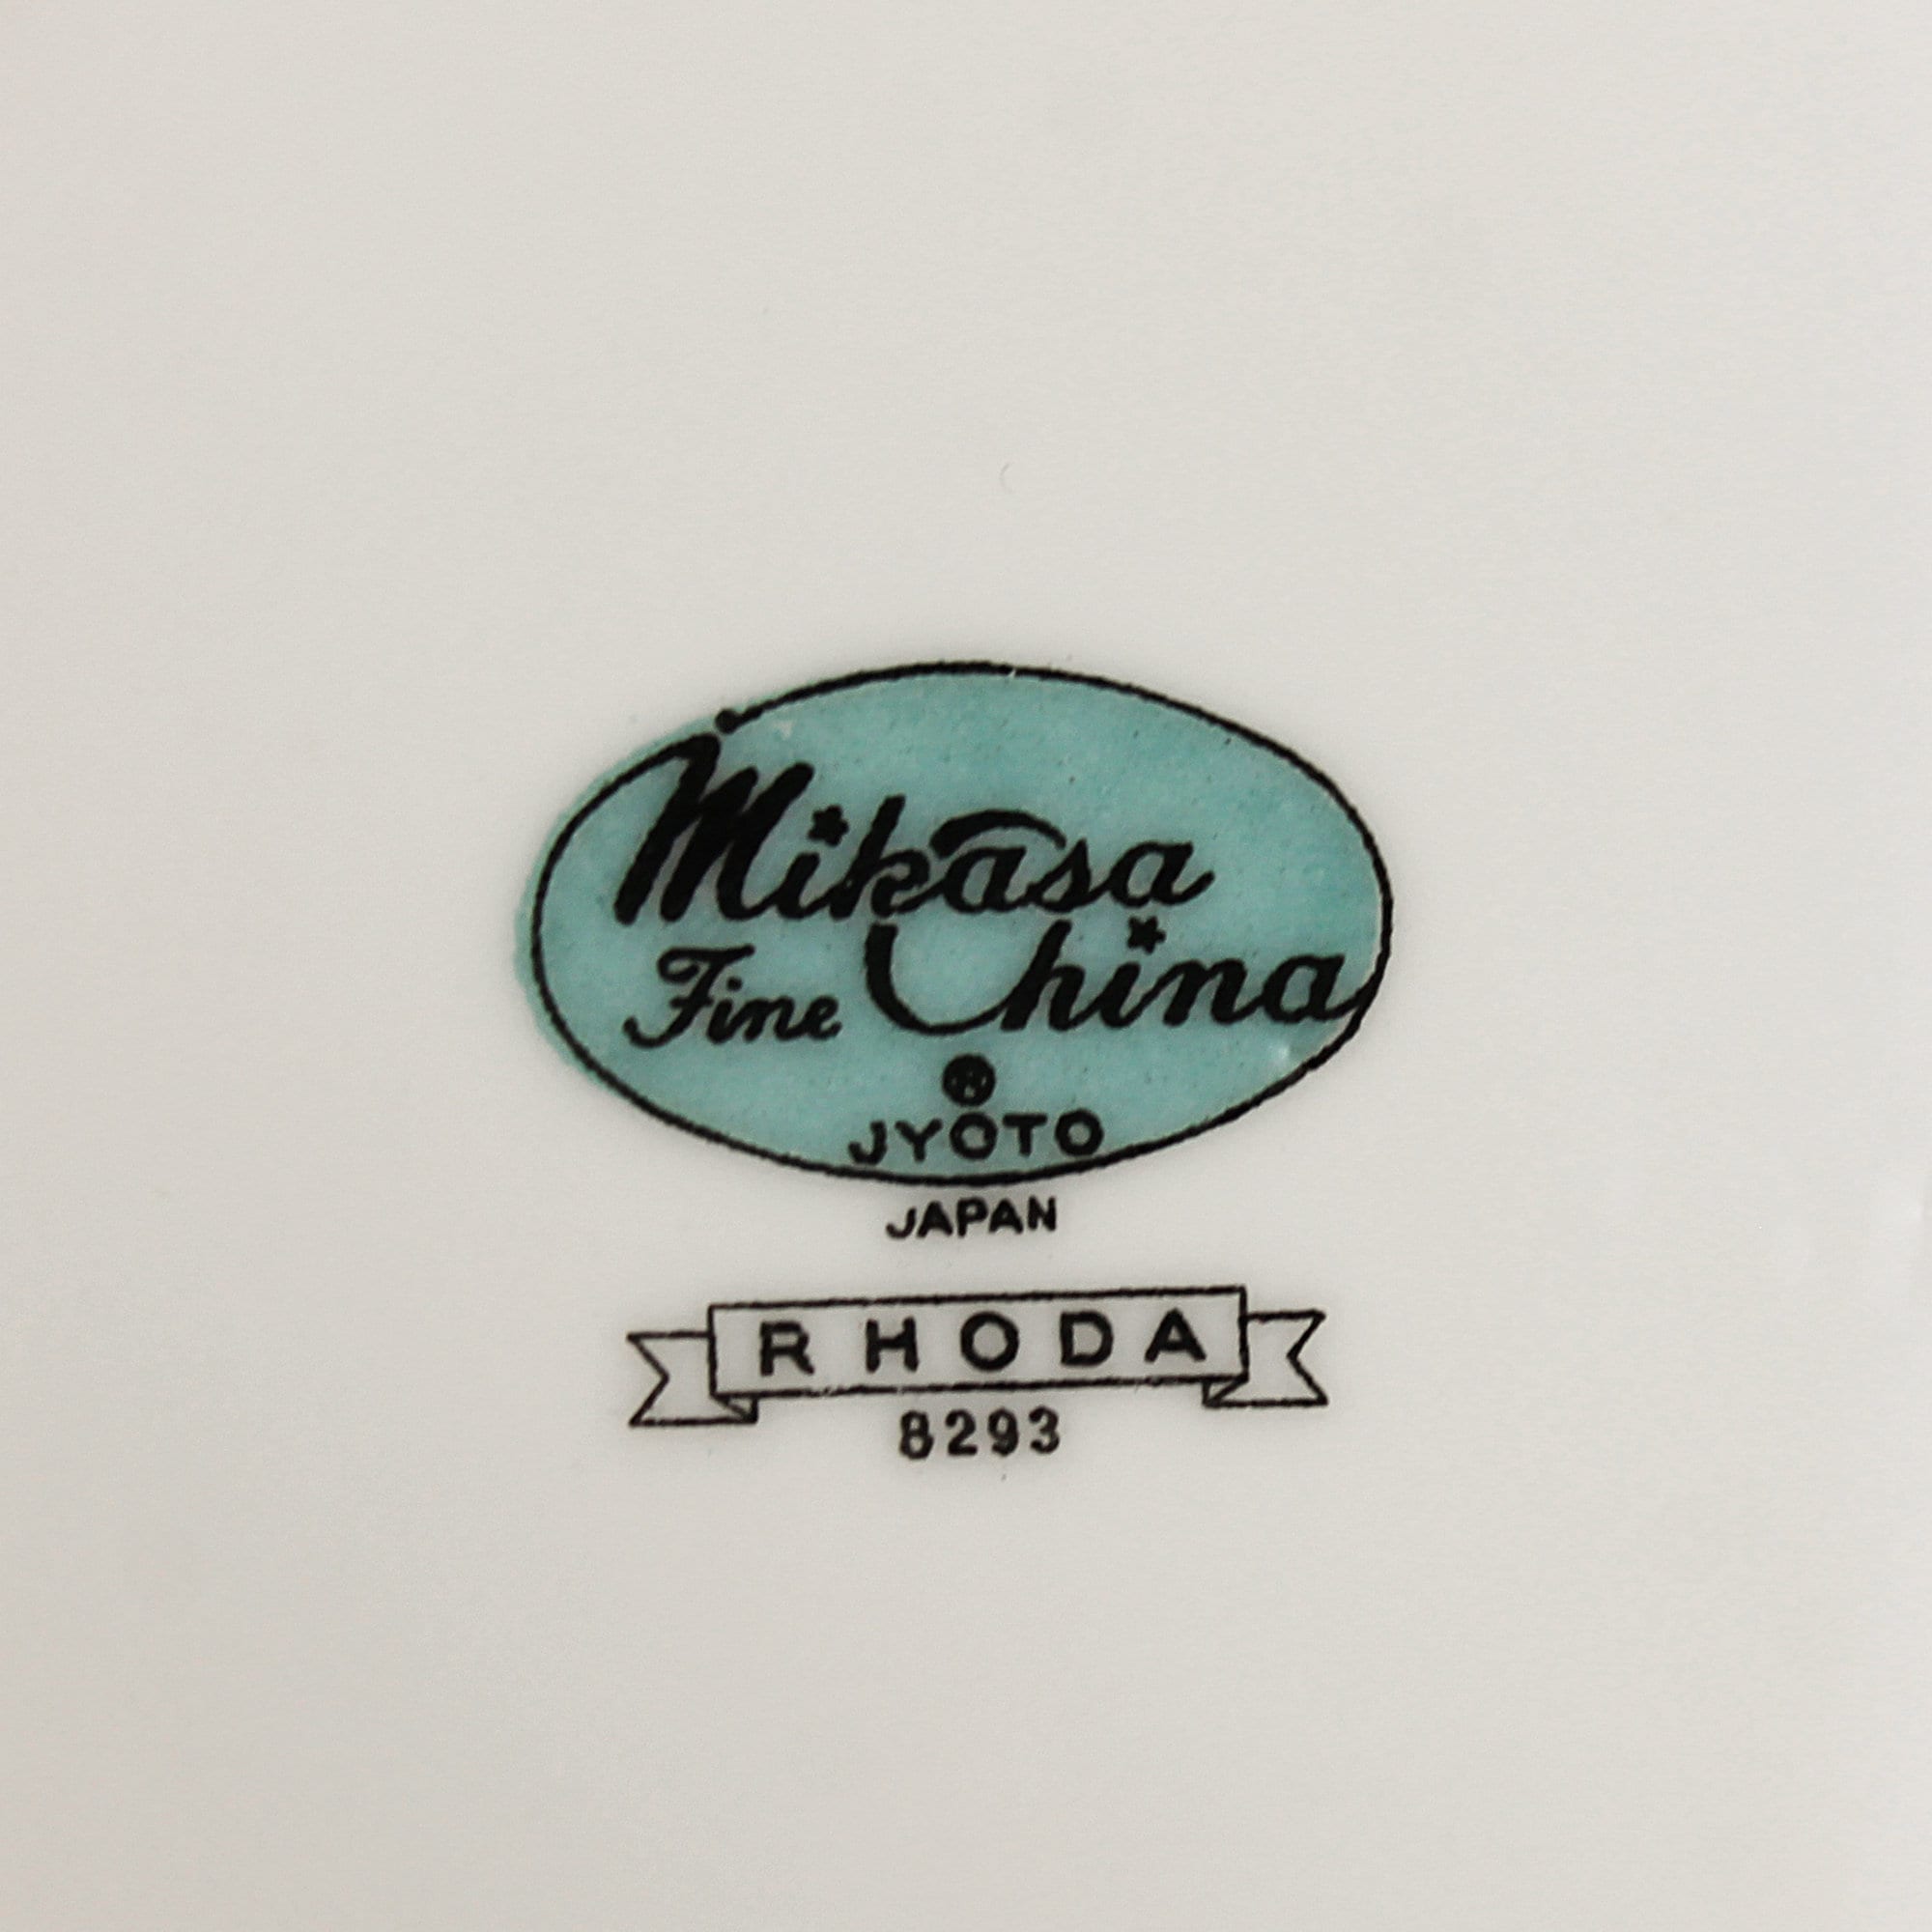 Mikasa
Fine China
®
JYOTO
JAPAN
RHODA
8293